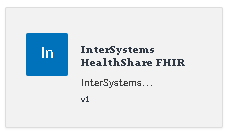 In
InterSystems
HealthShare FHIR
InterSystems...
v1